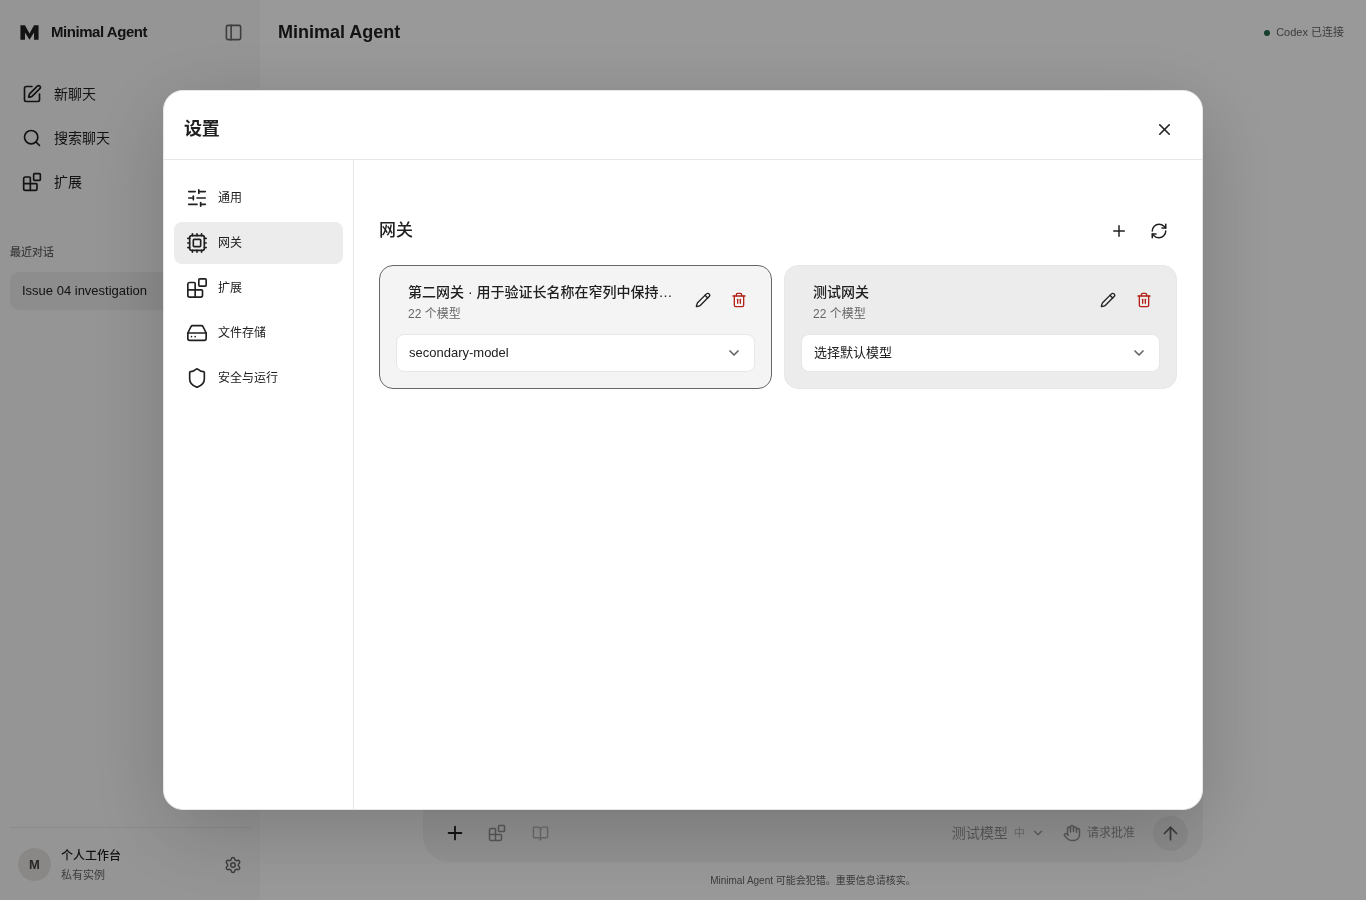 Minimal Agent
Minimal Agent
Codex 已连接
新聊天
搜索聊天
扩展
最近对话
Issue 04 investigation
设置
通用
网关
扩展
文件存储
安全与运行
网关
第二网关 · 用于验证长名称在窄列中保持…
22 个模型
secondary-model
测试网关
22 个模型
选择默认模型
测试模型 中
请求批准
M
个人工作台
私有实例
Minimal Agent 可能会犯错。重要信息请核实。